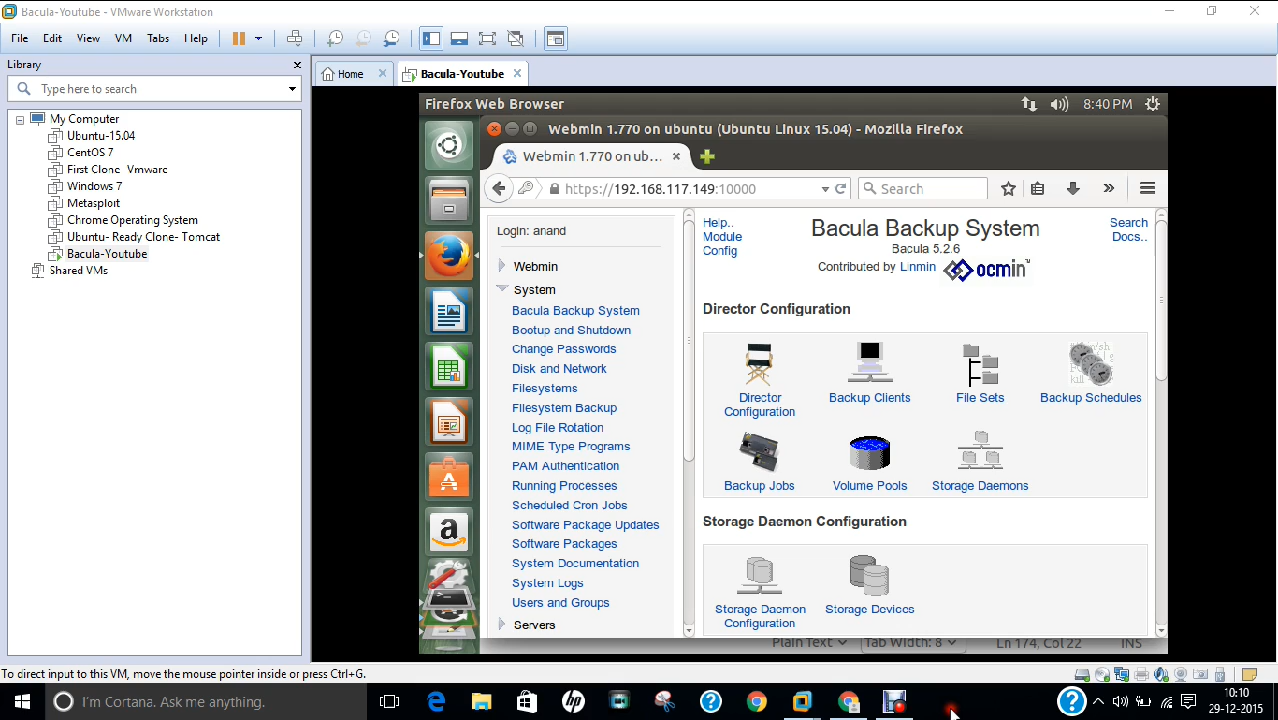 Bacula-Youtube - VMware Workstation
File Edit View VM Tabs Help
Library
Type here to search
My Computer
Ubuntu-15.04
CentOS 7
First Clone- Vmware
Windows 7
Metasploit
Chrome Operating System
Ubuntu- Ready Clone- Tomcat
Bacula-Youtube
Shared VMs
Home
Bacula-Youtube
Firefox Web Browser
8:40 PM
Webmin 1.770 on ubuntu (Ubuntu Linux 15.04) - Mozilla Firefox
Webmin 1.770 on ub...
https://192.168.117.149:10000
Search
Login: anand
Webmin
System
Bacula Backup System
Bootup and Shutdown
Change Passwords
Disk and Network
Filesystems
Filesystem Backup
Log File Rotation
MIME Type Programs
PAM Authentication
Running Processes
Scheduled Cron Jobs
Software Package Updates
Software Packages
System Documentation
System Logs
Users and Groups
Servers
Help..
Module
Config
Bacula Backup System
Bacula 5.2.6
Contributed by Linmin
ocmin™
Search
Docs..
Director Configuration
Director
Configuration
Backup Clients
File Sets
Backup Schedules
Backup Jobs
Volume Pools
Storage Daemons
Storage Daemon Configuration
Storage Daemon
Configuration
Storage Devices
Plain Text
Tab Width: 8
Ln 174, Col 22
INS
To direct input to this VM, move the mouse pointer inside or press Ctrl+G.
I'm Cortana. Ask me anything.
10:10
29-12-2015